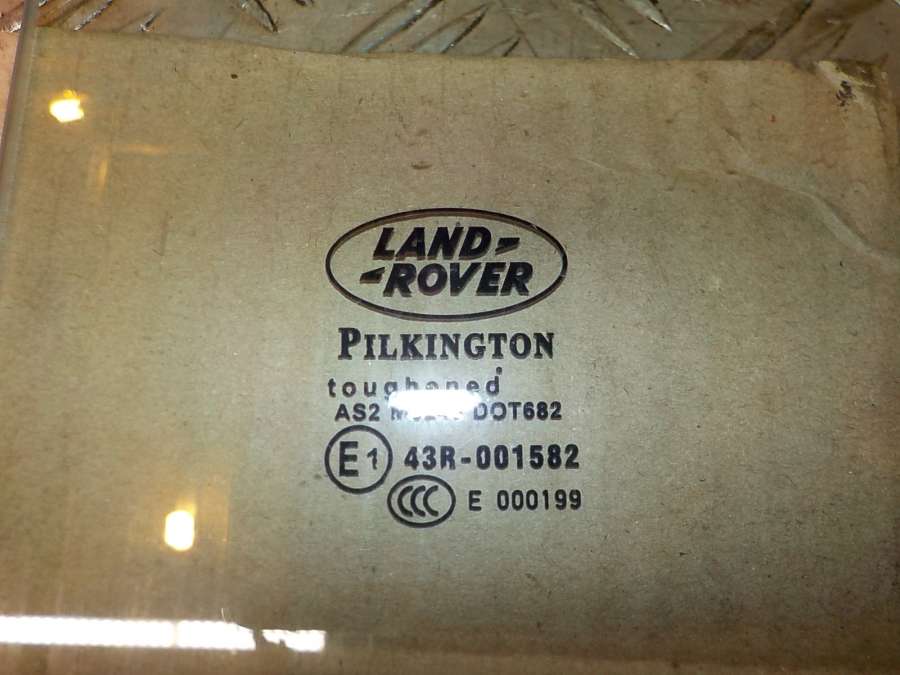 LAND-
-ROVER
PILKINGTON
toughened
AS2 DOT682
E1 43R-001582
CCC E 000199